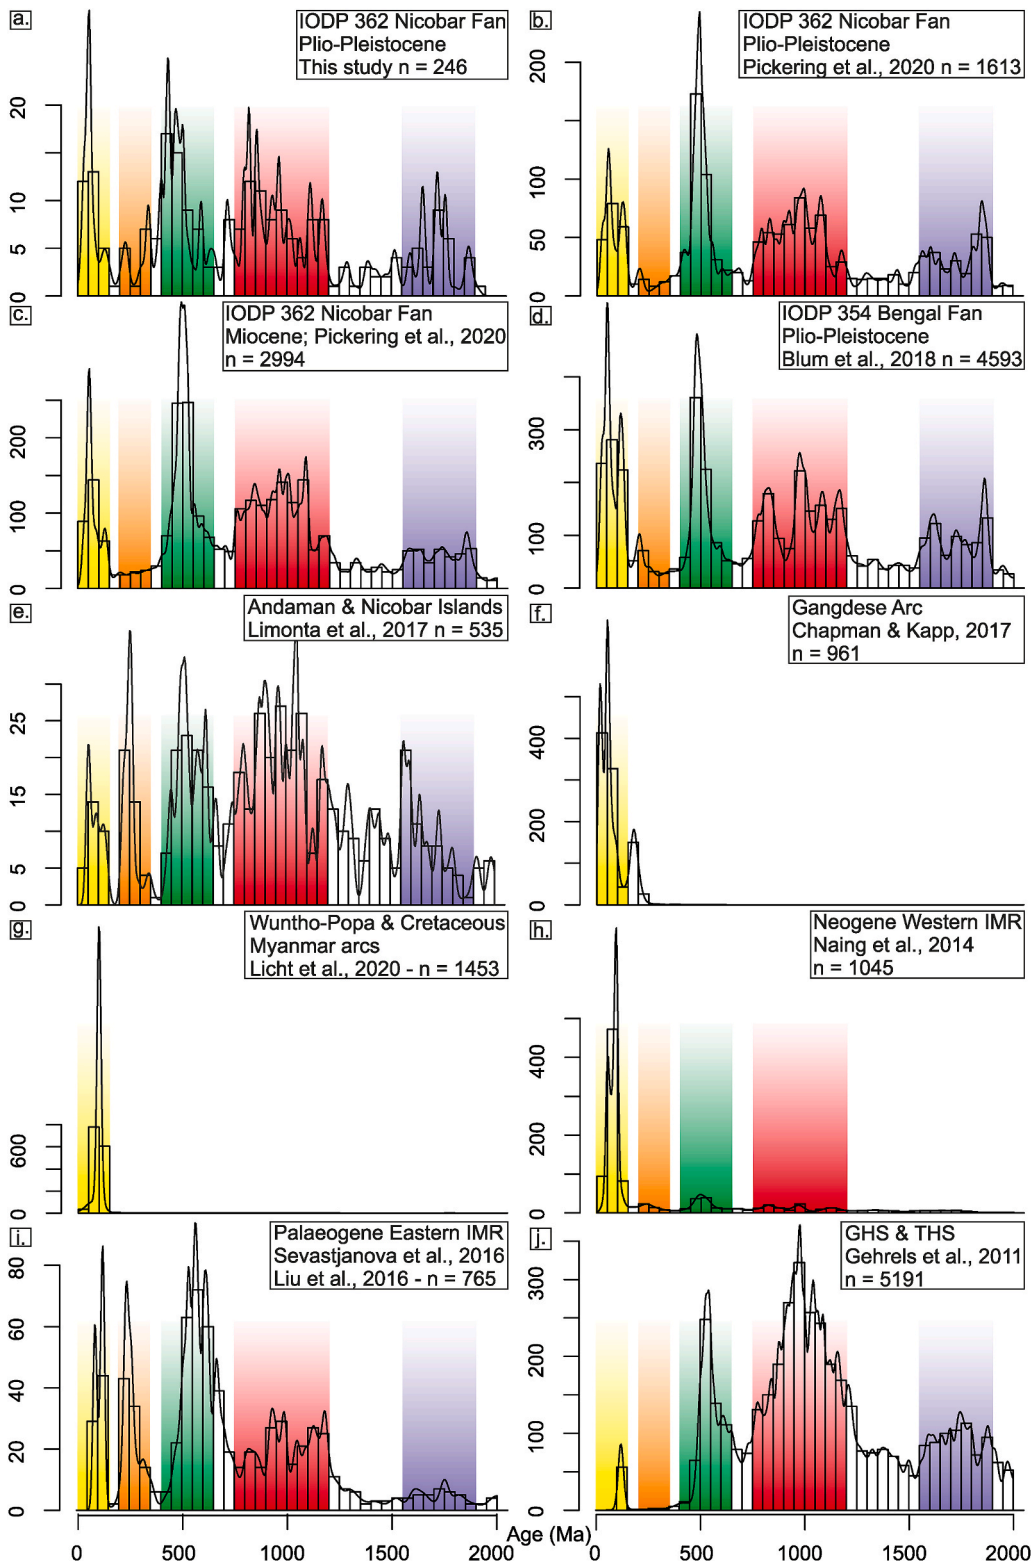 a.
IODP 362 Nicobar Fan
Plio-Pleistocene
This study n = 246
0
5
10
20
b.
IODP 362 Nicobar Fan
Plio-Pleistocene
Pickering et al., 2020 n = 1613
0
50
100
200
c.
IODP 362 Nicobar Fan
Miocene; Pickering et al., 2020
n = 2994
0
100
200
d.
IODP 354 Bengal Fan
Plio-Pleistocene
Blum et al., 2018 n = 4593
0
100
300
e.
Andaman & Nicobar Islands
Limonta et al., 2017 n = 535
0
5
15
25
f.
Gangdese Arc
Chapman & Kapp, 2017
n = 961
0
200
400
g.
Wuntho-Popa & Cretaceous
Myanmar arcs
Licht et al., 2020 - n = 1453
0
600
h.
Neogene Western IMR
Naing et al., 2014
n = 1045
0
200
400
i.
Palaeogene Eastern IMR
Sevastjanova et al., 2016
Liu et al., 2016 - n = 765
0
20
40
60
80
j.
GHS & THS
Gehrels et al., 2011
n = 5191
0
100
200
300
Age (Ma)
0 500 1000 1500 2000
0 500 1000 1500 2000